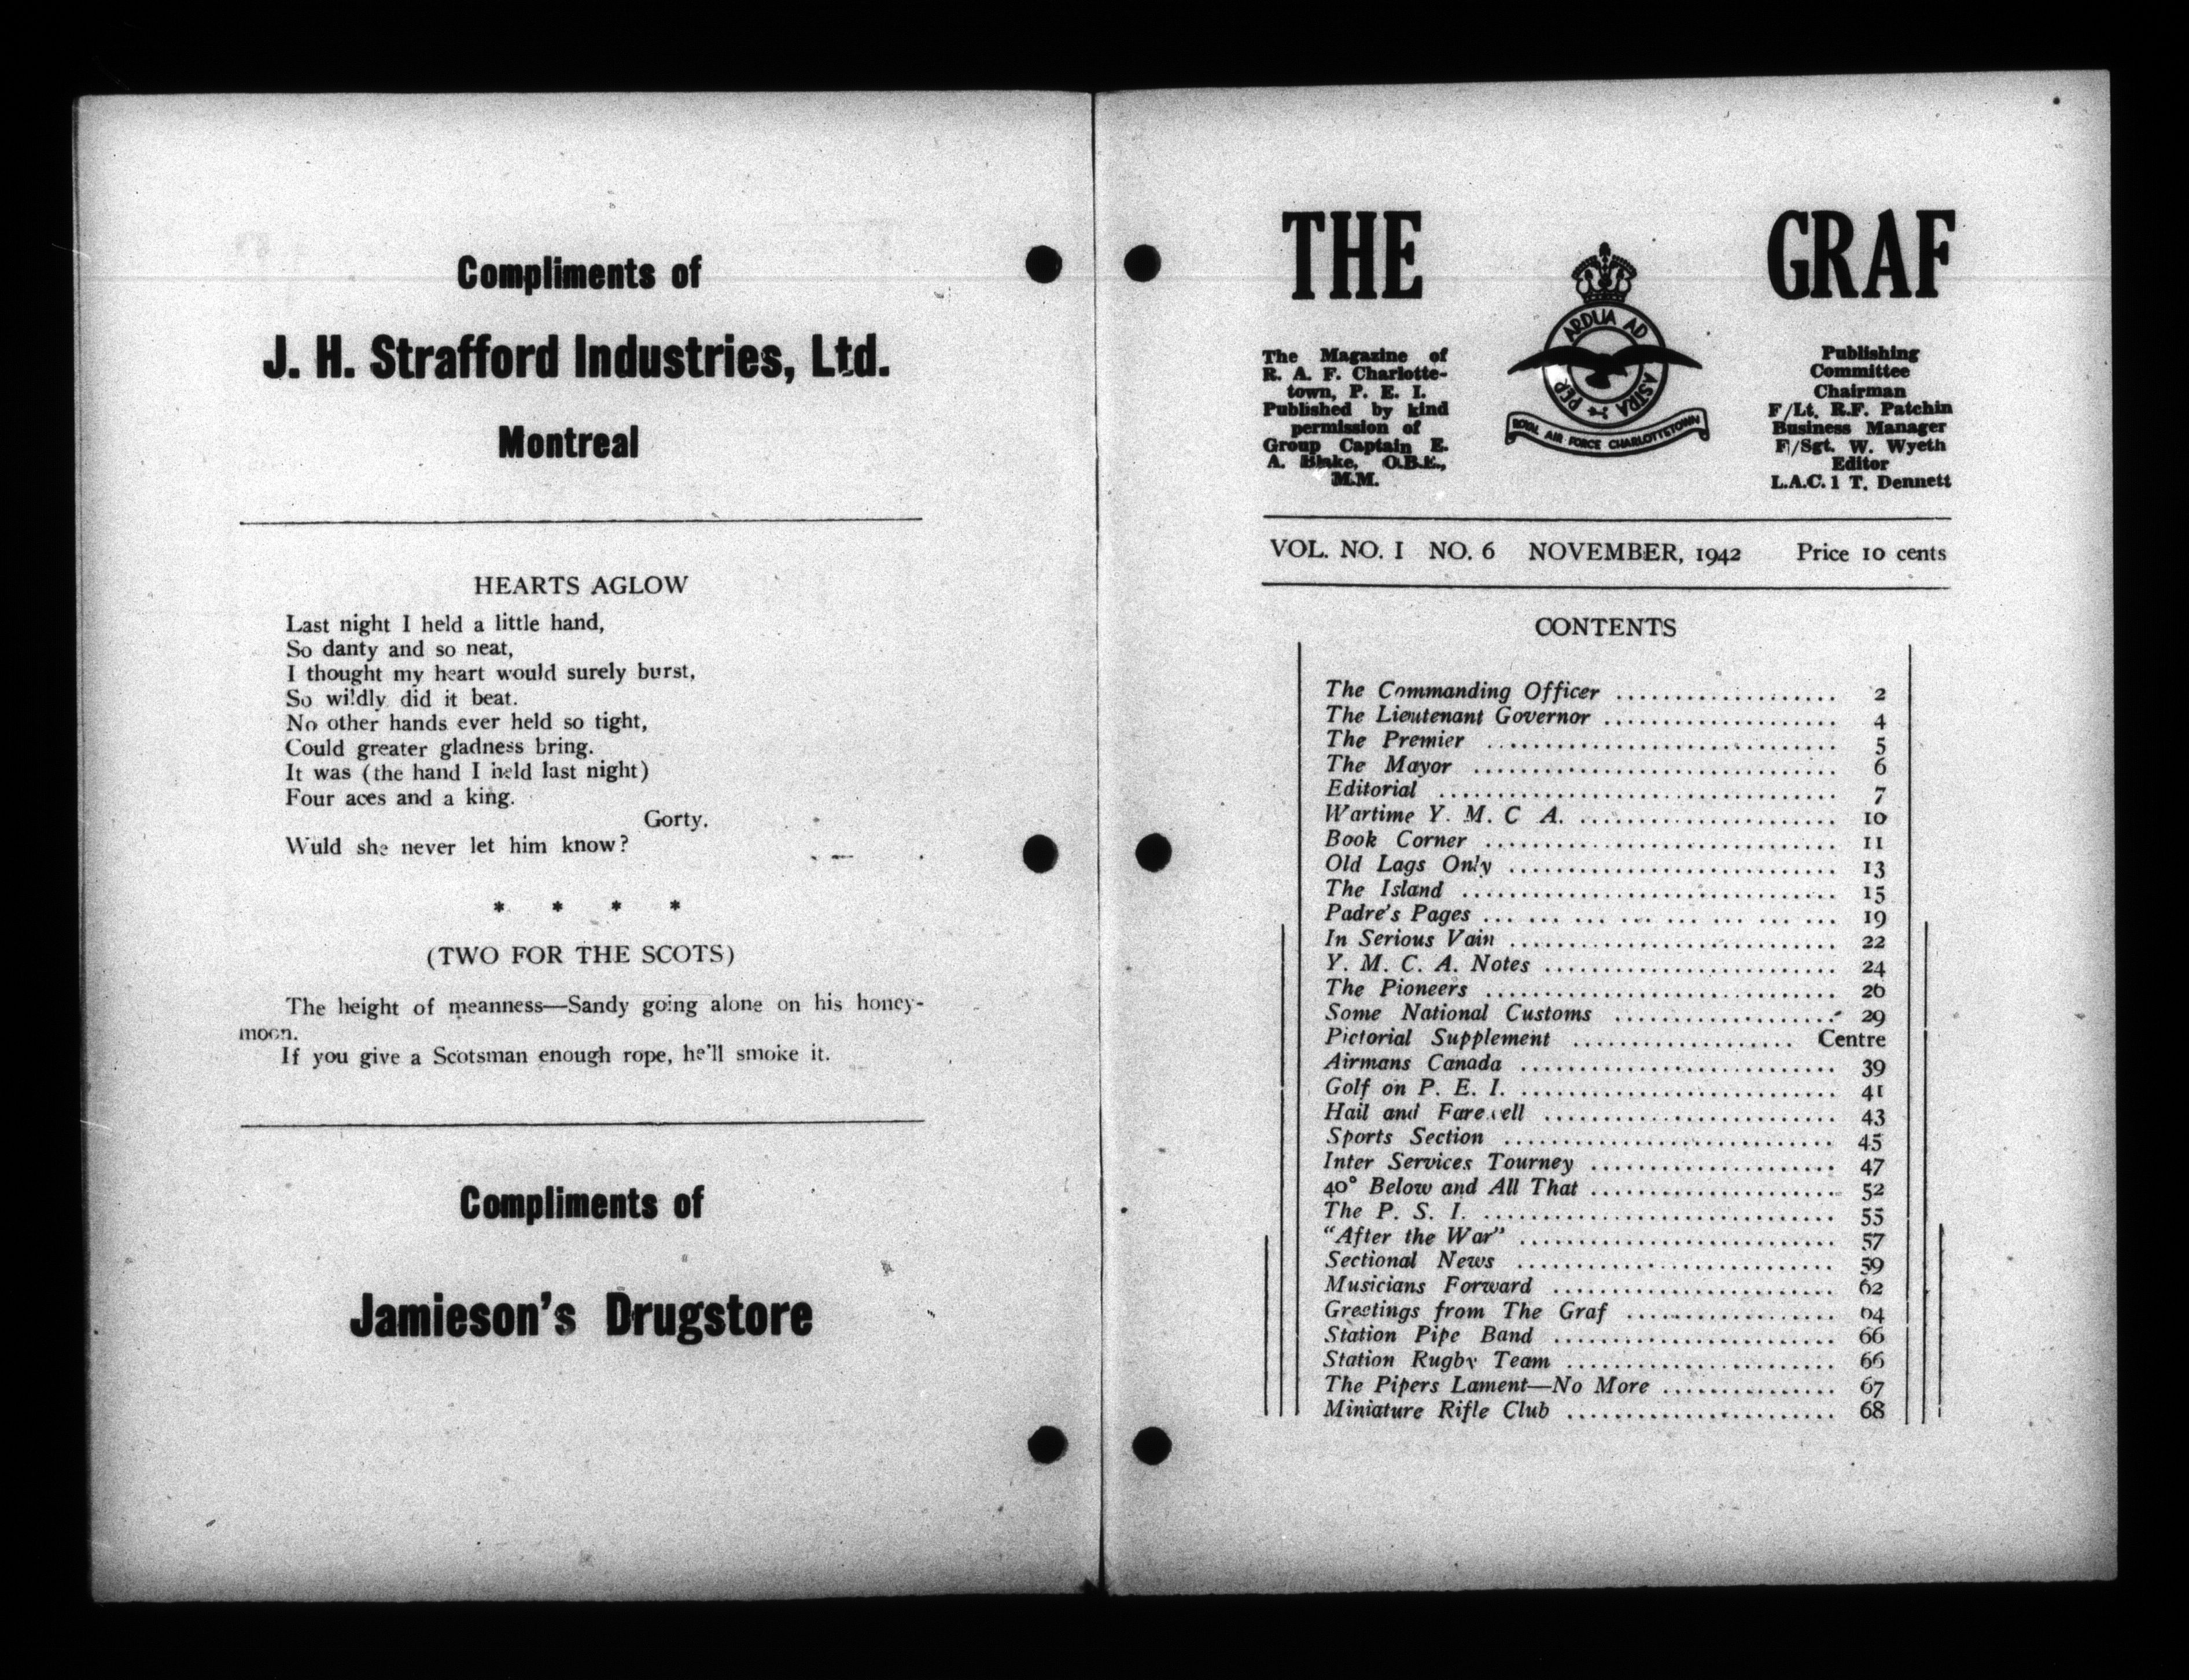 Compliments of
J. H. Strafford Industries, Ltd.
Montreal
HEARTS AGLOW
Last night I held a little hand,
So danty and so neat,
I thought my heart would surely burst,
So wildly did it beat.
No other hands ever held so tight,
Could greater gladness bring.
It was (the hand I held last night)
Four aces and a king.
Gorty.
Wuld she never let him know?
* * * *
(TWO FOR THE SCOTS)
The height of meanness—Sandy going alone on his honey-
moon.
If you give a Scotsman enough rope, he'll smoke it.
Compliments of
Jamieson's Drugstore
THE GRAF
The Magazine of
R. A. F. Charlotte-
town, P. E. I.
Published by kind
permission of
Group Captain E.
A. Blake, O.B.E.,
M.M.
PER ARDUA AD ASTRA
ROYAL AIR FORCE CHARLOTTETOWN
Publishing
Committee
Chairman
F/Lt. R.F. Patchin
Business Manager
F/Sgt. W. Wyeth
Editor
L.A.C. 1 T. Dennett
VOL. NO. I NO. 6 NOVEMBER, 1942 Price 10 cents
CONTENTS
The Commanding Officer .................... 2
The Lieutenant Governor .................... 4
The Premier .............................. 5
The Mayor .............................. 6
Editorial .................................. 7
Wartime Y. M. C A. ...................... 10
Book Corner .............................. 11
Old Lags Only ............................ 13
The Island ................................ 15
Padre's Pages ... ... ... ... ... ... ... ... 19
In Serious Vain ............................ 22
Y. M. C. A. Notes ........................ 24
The Pioneers .............................. 26
Some National Customs .................... 29
Pictorial Supplement .................... Centre
Airmans Canada .......................... 39
Golf on P. E. I. ............................ 41
Hail and Farewell ........................ 43
Sports Section ............................ 45
Inter Services Tourney ...................... 47
40° Below and All That ...................... 52
The P. S. I. .............................. 55
"After the War" .......................... 57
Sectional News .......................... 59
Musicians Forward ........................ 62
Greetings from The Graf .................. 64
Station Pipe Band ........................ 66
Station Rugby Team ........................ 66
The Pipers Lament—No More ................ 67
Miniature Rifle Club ........................ 68